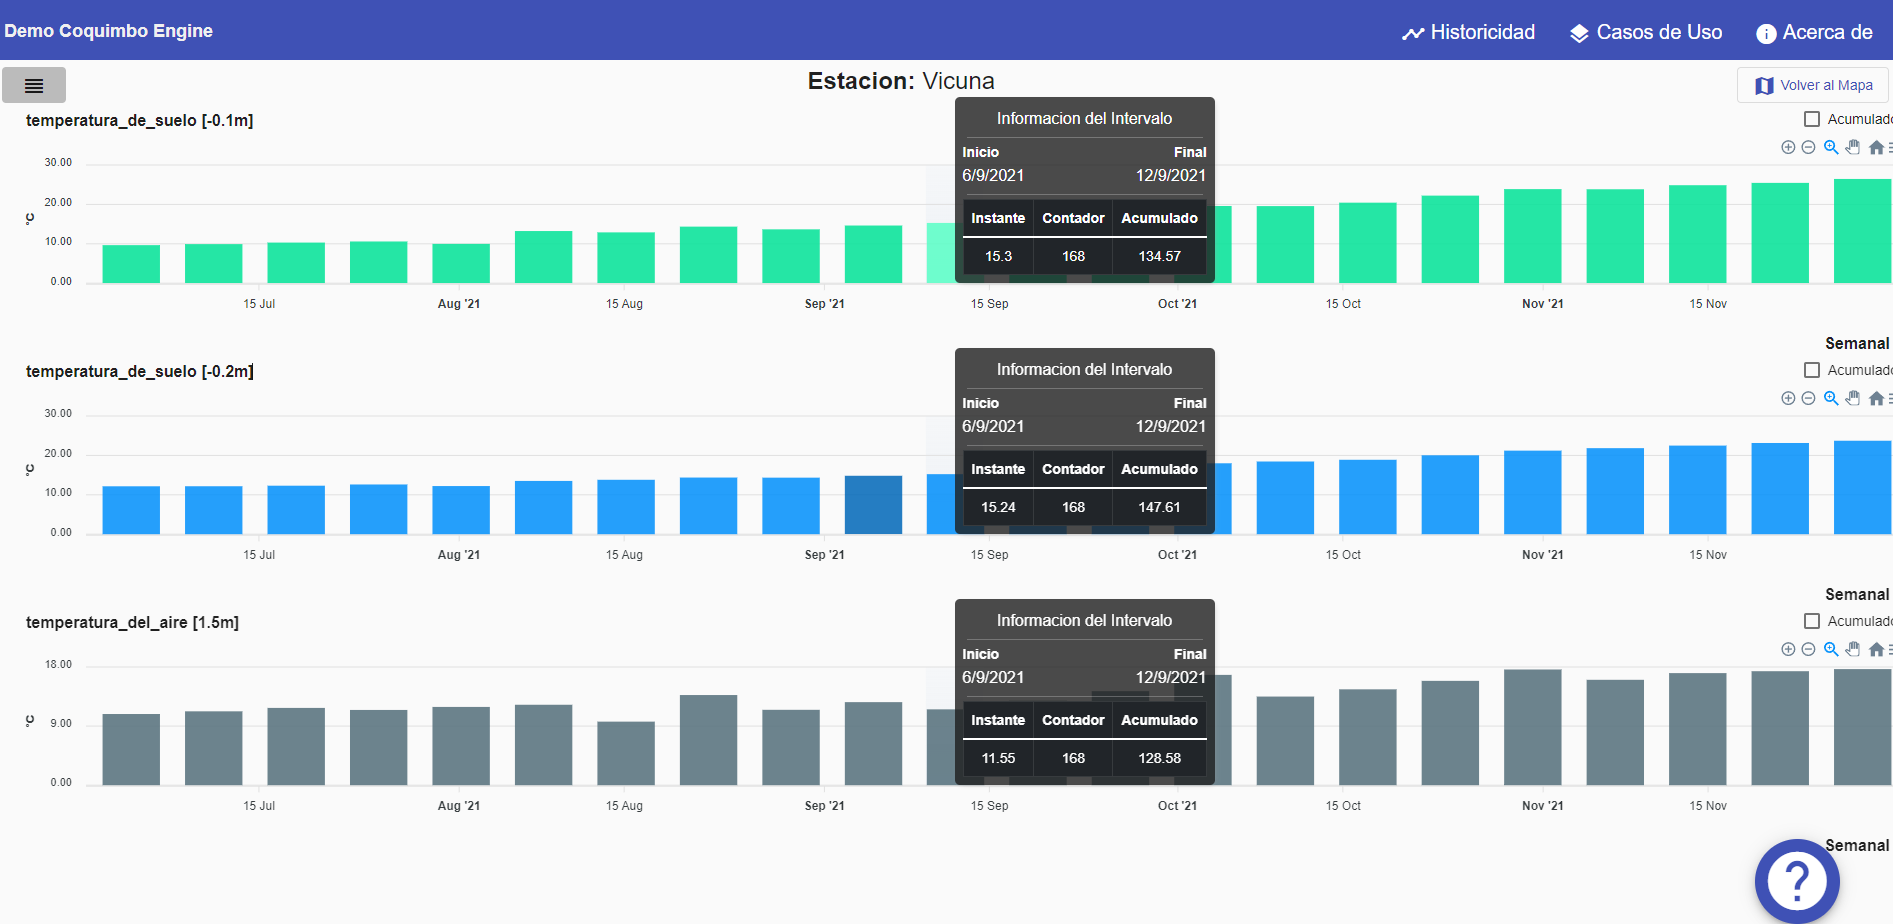 Demo Coquimbo Engine
Historicidad
Casos de Uso
Acerca de
Estacion: Vicuna
Volver al Mapa
temperatura_de_suelo [-0.1m]
Acumulado
30.00
20.00
10.00
0.00
°C
Informacion del Intervalo
Inicio Final
6/9/2021 12/9/2021
Instante Contador Acumulado
15.3 168 134.57
15 Jul Aug '21 15 Aug Sep '21 15 Sep Oct '21 15 Oct Nov '21 15 Nov
Semanal
temperatura_de_suelo [-0.2m]
Acumulado
30.00
20.00
10.00
0.00
°C
Informacion del Intervalo
Inicio Final
6/9/2021 12/9/2021
Instante Contador Acumulado
15.24 168 147.61
15 Jul Aug '21 15 Aug Sep '21 15 Sep Oct '21 15 Oct Nov '21 15 Nov
Semanal
temperatura_del_aire [1.5m]
Acumulado
18.00
9.00
0.00
°C
Informacion del Intervalo
Inicio Final
6/9/2021 12/9/2021
Instante Contador Acumulado
11.55 168 128.58
15 Jul Aug '21 15 Aug Sep '21 15 Sep Oct '21 15 Oct Nov '21 15 Nov
Semanal
?